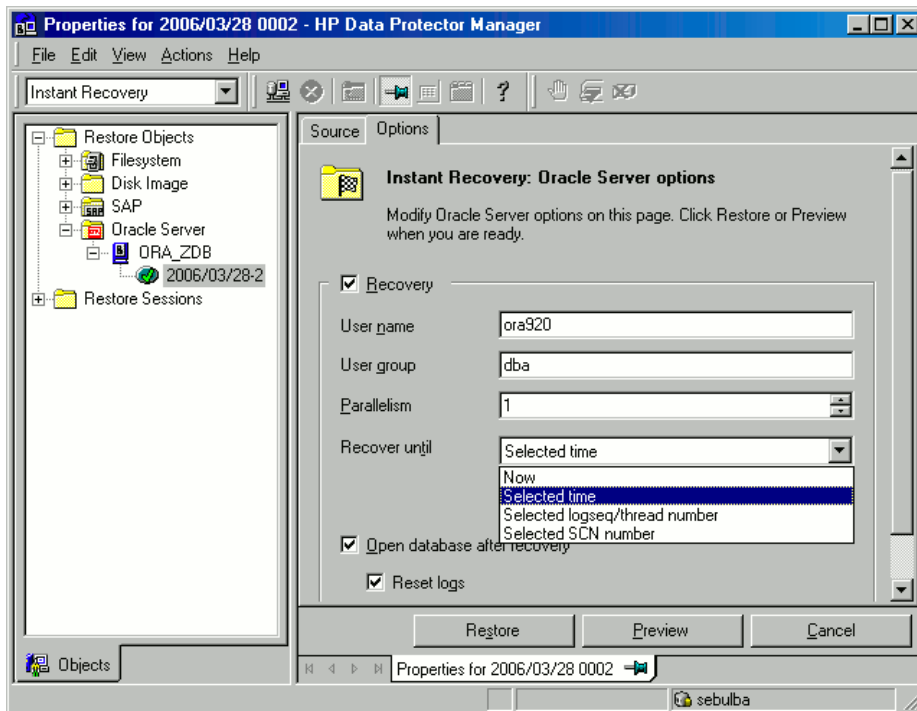 Properties for 2006/03/28 0002 - HP Data Protector Manager
File Edit View Actions Help
Instant Recovery
Restore Objects
Filesystem
Disk Image
SAP
Oracle Server
ORA_ZDB
2006/03/28-2
Restore Sessions
Objects
Source Options
Instant Recovery: Oracle Server options
Modify Oracle Server options on this page. Click Restore or Preview
when you are ready.
Recovery
User name ora920
User group dba
Parallelism 1
Recover until Selected time
Now
Selected time
Selected logseq/thread number
Selected SCN number
Open database after recovery
Reset logs
Restore Preview Cancel
Properties for 2006/03/28 0002
sebulba